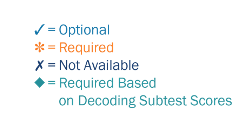 ✓ = Optional
✻ = Required
✗ = Not Available
◆ = Required Based
on Decoding Subtest Scores